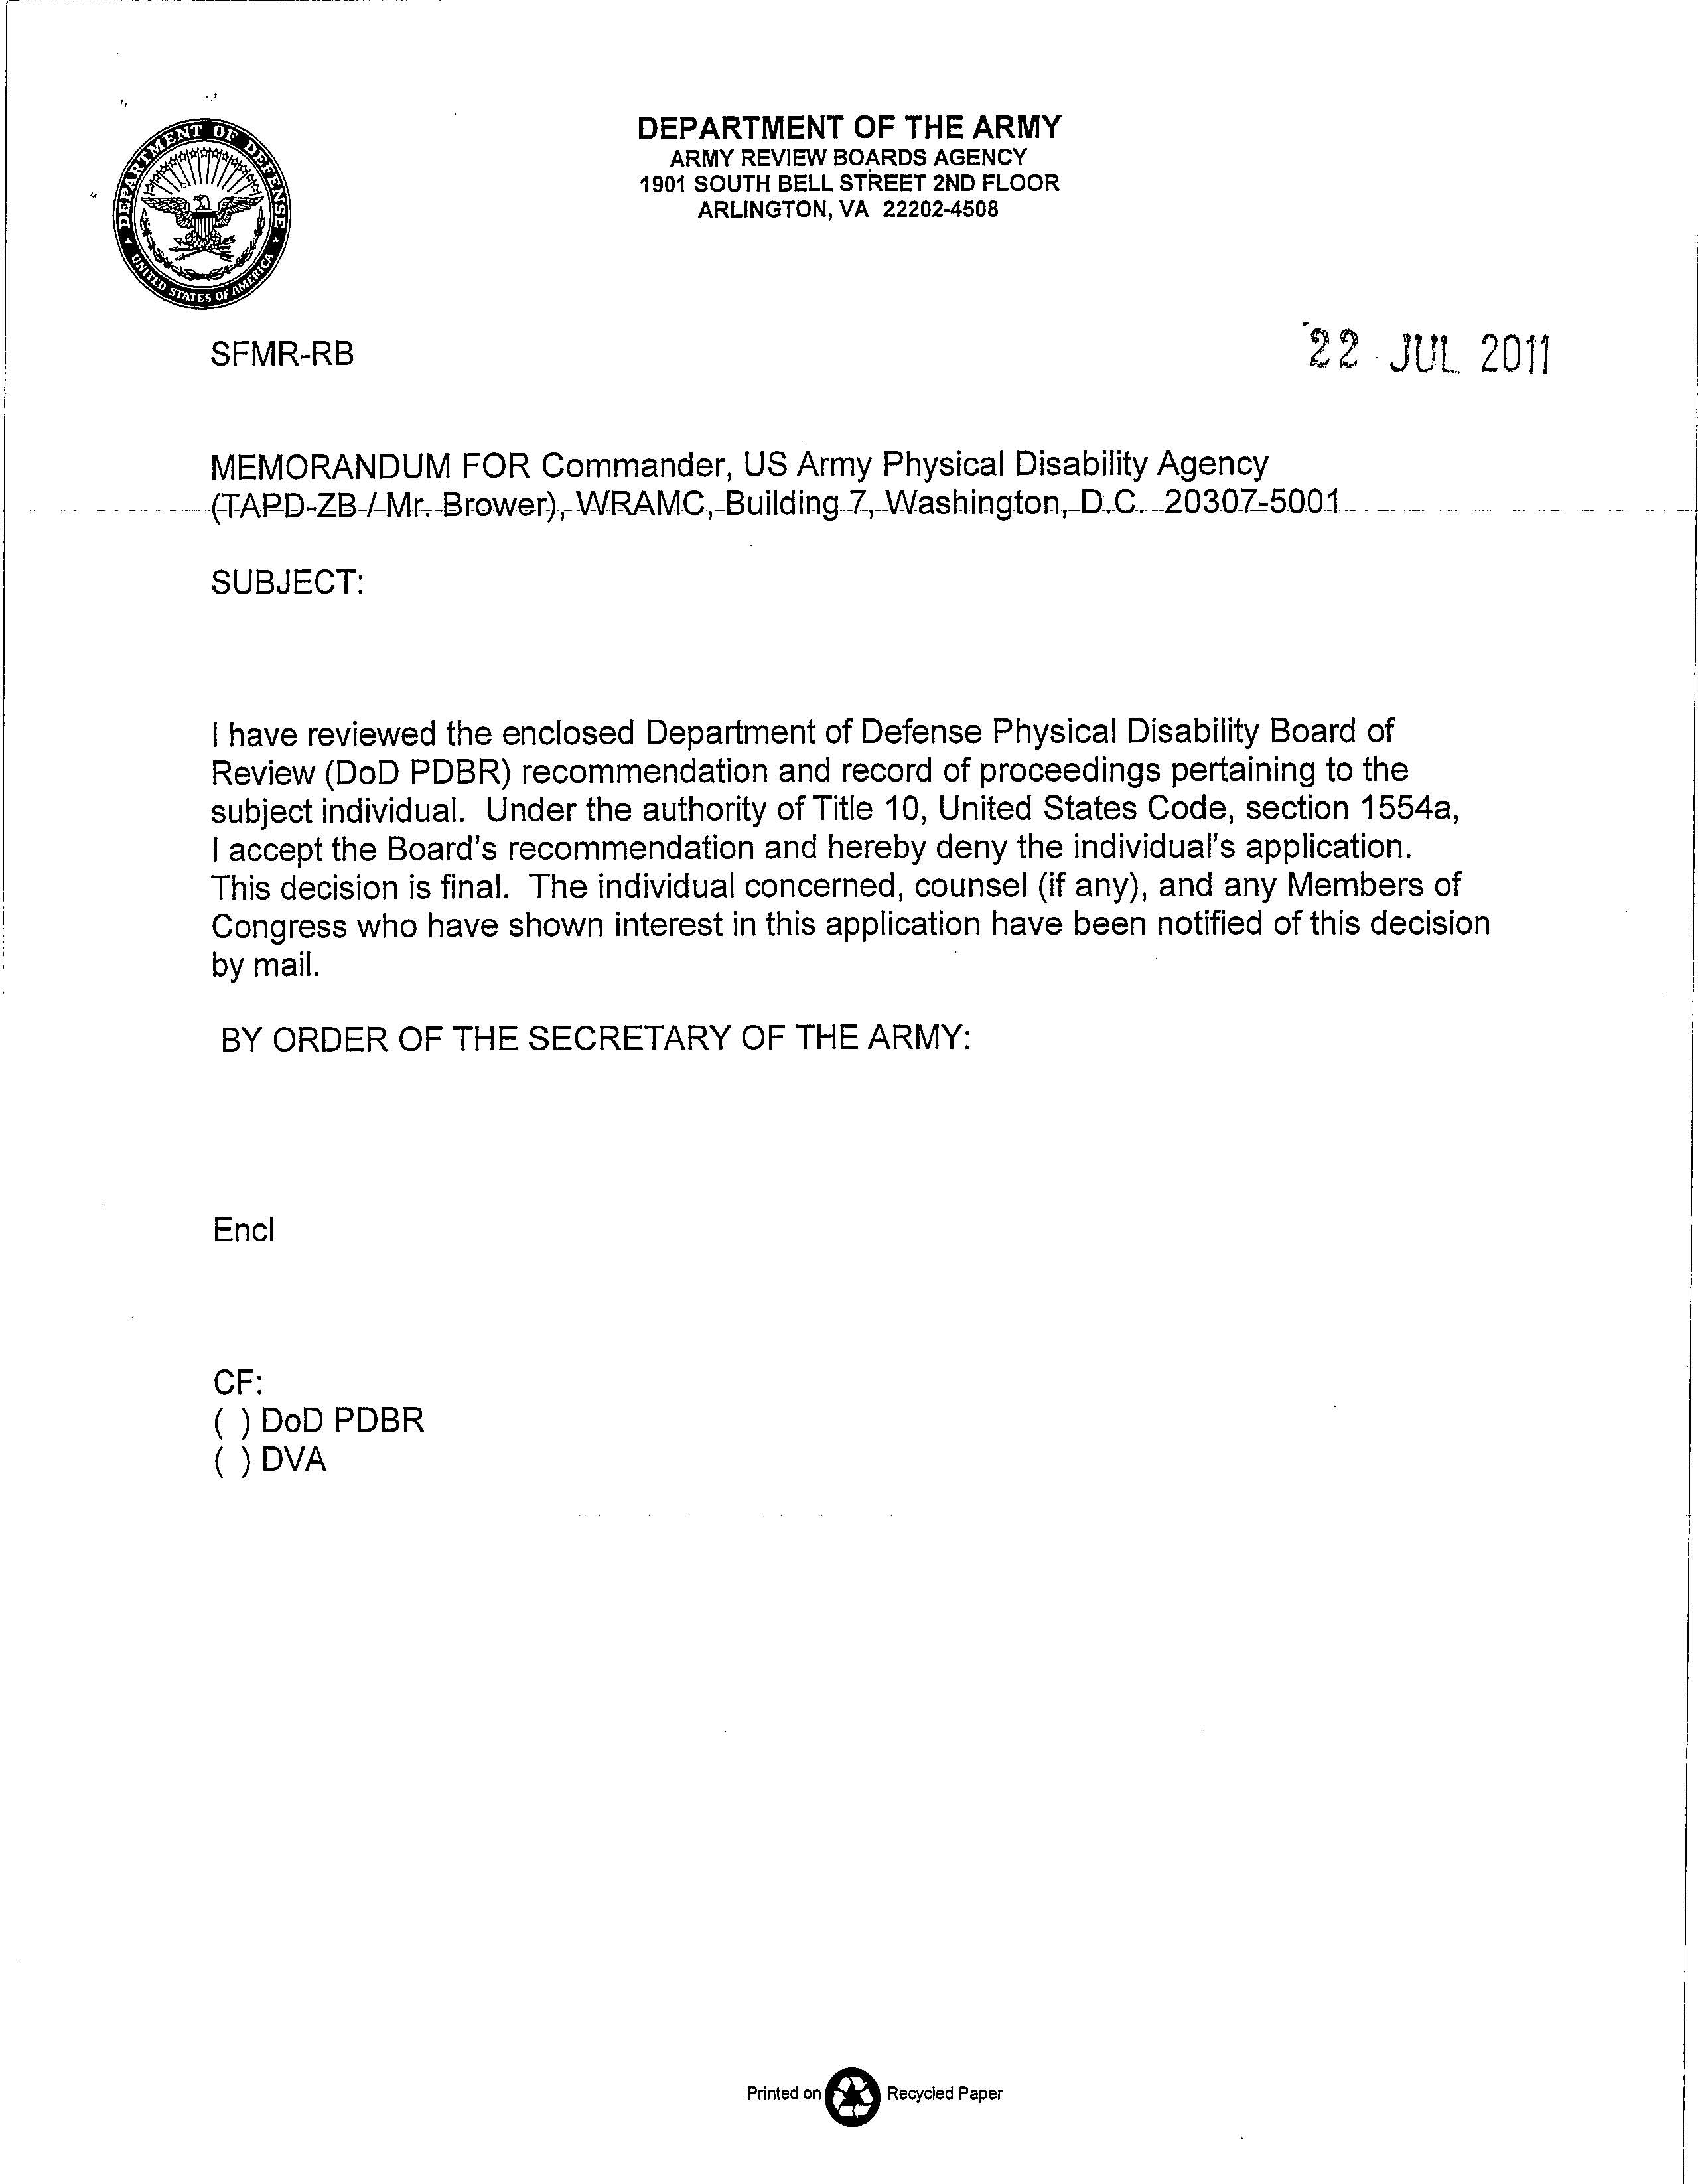 DEPARTMENT OF DEFENSE
UNITED STATES OF AMERICA
DEPARTMENT OF THE ARMY
ARMY REVIEW BOARDS AGENCY
1901 SOUTH BELL STREET 2ND FLOOR
ARLINGTON, VA 22202-4508
SFMR-RB
22 JUL 2011
MEMORANDUM FOR Commander, US Army Physical Disability Agency
(TAPD-ZB / Mr. Brower), WRAMC, Building 7, Washington, D.C. 20307-5001
SUBJECT:
I have reviewed the enclosed Department of Defense Physical Disability Board of
Review (DoD PDBR) recommendation and record of proceedings pertaining to the
subject individual. Under the authority of Title 10, United States Code, section 1554a,
I accept the Board's recommendation and hereby deny the individual's application.
This decision is final. The individual concerned, counsel (if any), and any Members of
Congress who have shown interest in this application have been notified of this decision
by mail.
BY ORDER OF THE SECRETARY OF THE ARMY:
Encl
CF:
( ) DoD PDBR
( ) DVA
Printed on Recycled Paper